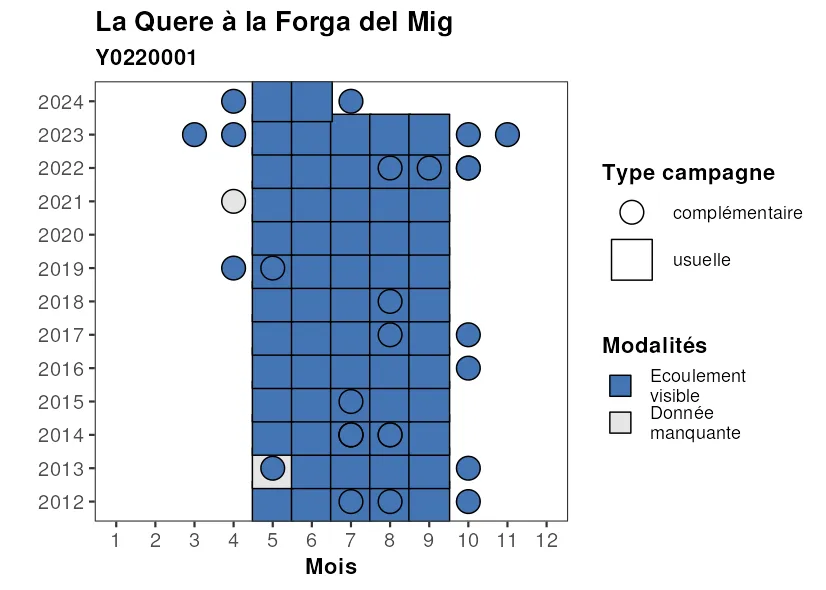 La Quere à la Forga del Mig
Y0220001
2024
2023
2022
2021
2020
2019
2018
2017
2016
2015
2014
2013
2012
1 2 3 4 5 6 7 8 9 10 11 12
Mois
Type campagne
complémentaire
usuelle
Modalités
Ecoulement
visible
Donnée
manquante